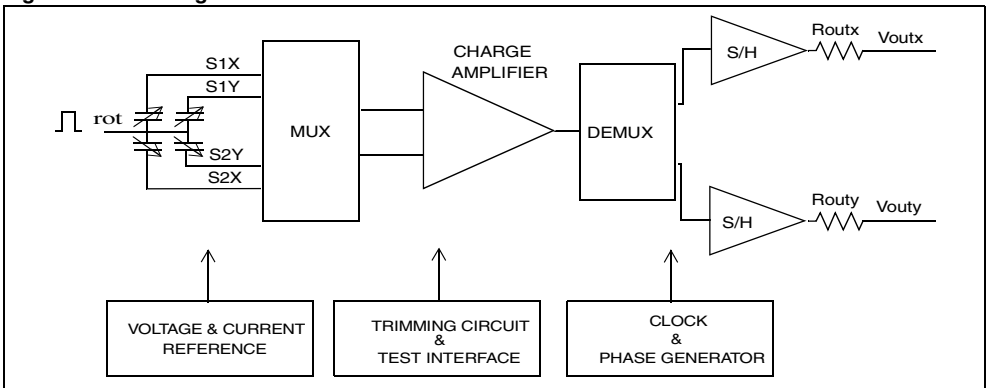 S1X
S1Y
rot
S2Y
S2X
MUX
CHARGE
AMPLIFIER
DEMUX
S/H
Routx
Voutx
S/H
Routy
Vouty
VOLTAGE & CURRENT
REFERENCE
TRIMMING CIRCUIT
&
TEST INTERFACE
CLOCK
&
PHASE GENERATOR